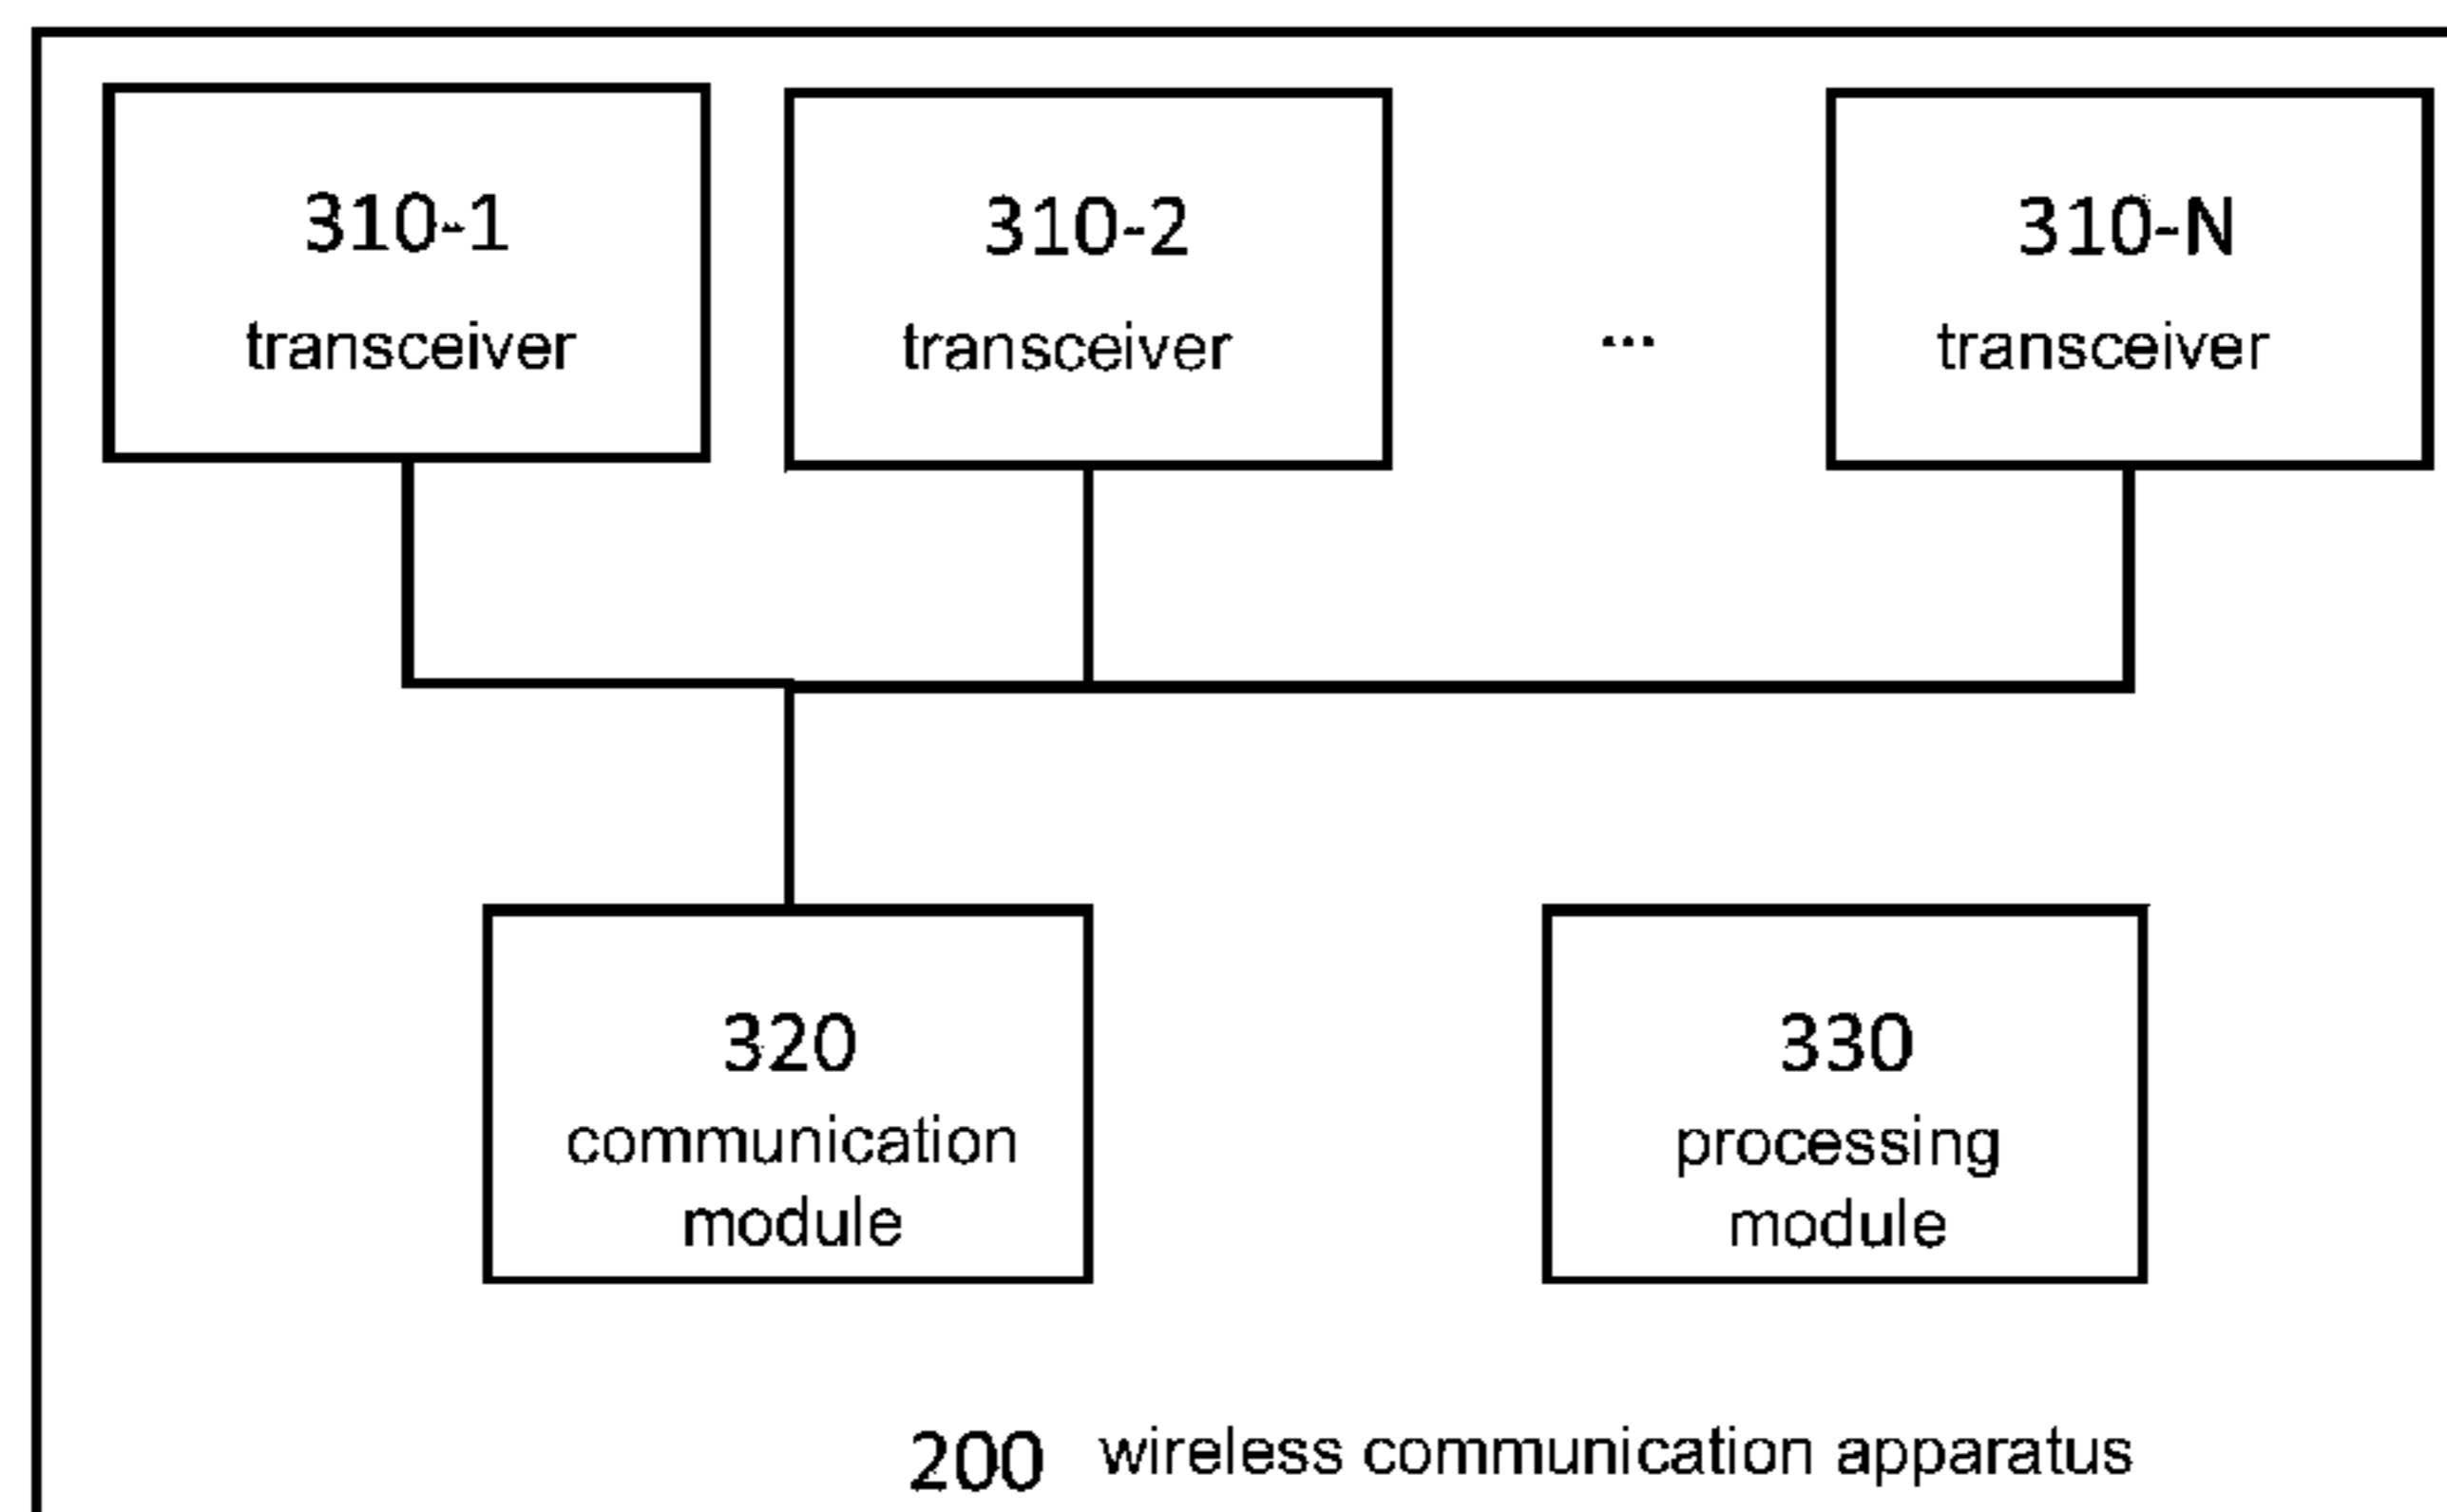 310-1
transceiver
310-2
transceiver
...
310-N
transceiver
320
communication
module
330
processing
module
200 wireless communication apparatus